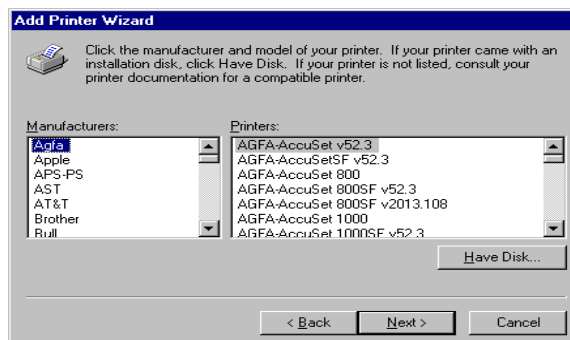 Add Printer Wizard
Click the manufacturer and model of your printer. If your printer came with an
installation disk, click Have Disk. If your printer is not listed, consult your
printer documentation for a compatible printer.
Manufacturers:
Agfa
Apple
APS-PS
AST
AT&T
Brother
Bull
Printers:
AGFA-AccuSet v52.3
AGFA-AccuSetSF v52.3
AGFA-AccuSet 800
AGFA-AccuSet 800SF v52.3
AGFA-AccuSet 800SF v2013.108
AGFA-AccuSet 1000
AGFA-AccuSet 1000SF v52.3
Have Disk...
< Back
Next >
Cancel